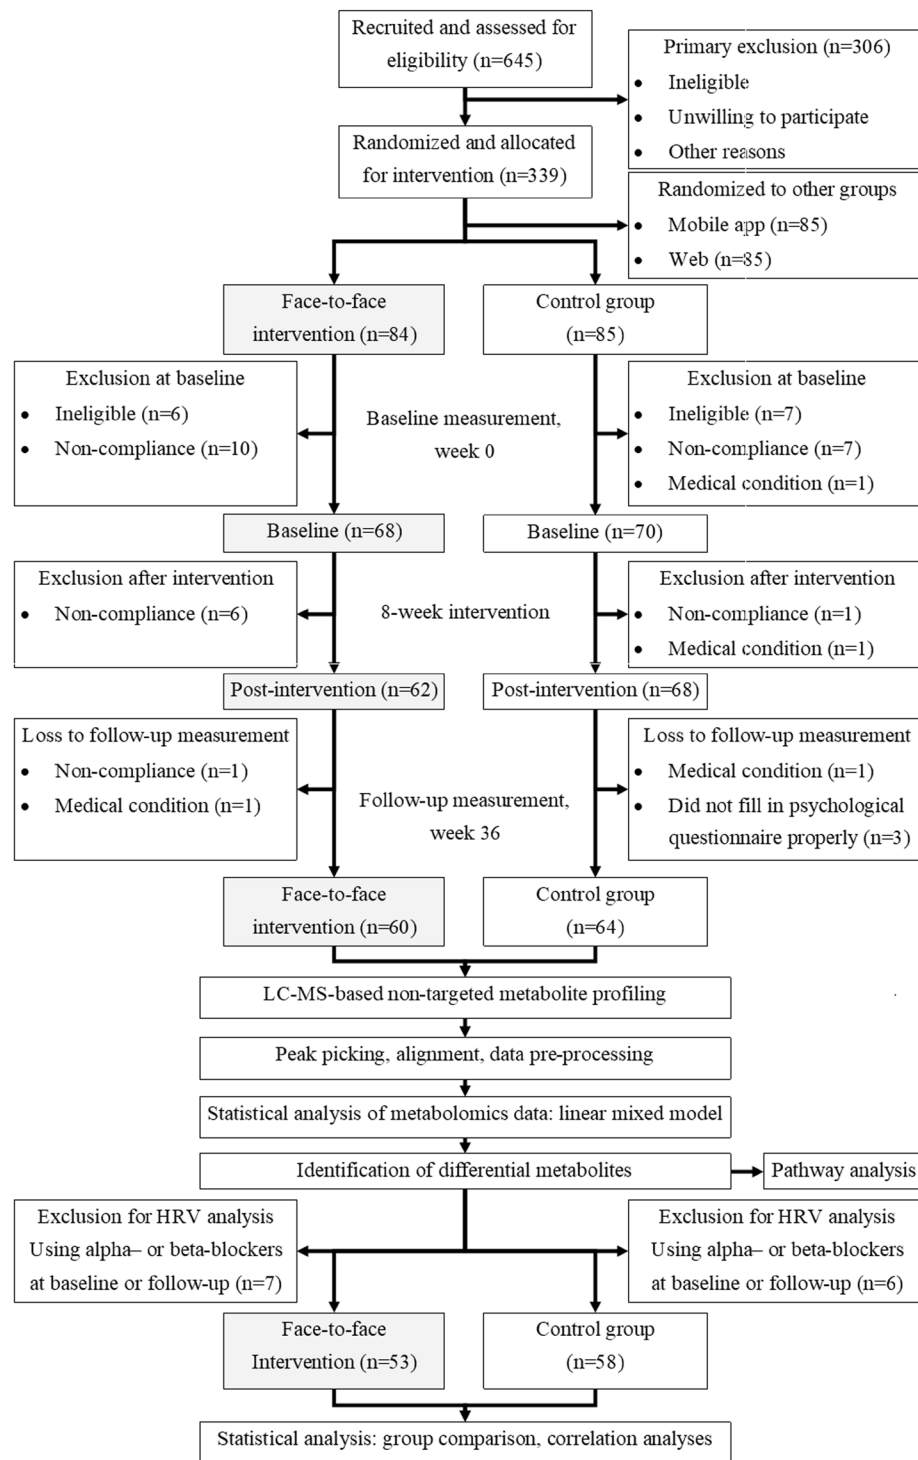 Recruited and assessed for
eligibility (n=645)
Primary exclusion (n=306)
• Ineligible
• Unwilling to participate
• Other reasons
Randomized and allocated
for intervention (n=339)
Randomized to other groups
• Mobile app (n=85)
• Web (n=85)
Face-to-face
intervention (n=84)
Control group
(n=85)
Exclusion at baseline
• Ineligible (n=6)
• Non-compliance (n=10)
Baseline measurement,
week 0
Exclusion at baseline
• Ineligible (n=7)
• Non-compliance (n=7)
• Medical condition (n=1)
Baseline (n=68)
Baseline (n=70)
Exclusion after intervention
• Non-compliance (n=6)
8-week intervention
Exclusion after intervention
• Non-compliance (n=1)
• Medical condition (n=1)
Post-intervention (n=62)
Post-intervention (n=68)
Loss to follow-up measurement
• Non-compliance (n=1)
• Medical condition (n=1)
Follow-up measurement,
week 36
Loss to follow-up measurement
• Medical condition (n=1)
• Did not fill in psychological
questionnaire properly (n=3)
Face-to-face
intervention (n=60)
Control group
(n=64)
LC-MS-based non-targeted metabolite profiling
Peak picking, alignment, data pre-processing
Statistical analysis of metabolomics data: linear mixed model
Identification of differential metabolites
Pathway analysis
Exclusion for HRV analysis
Using alpha– or beta-blockers
at baseline or follow-up (n=7)
Exclusion for HRV analysis
Using alpha– or beta-blockers
at baseline or follow-up (n=6)
Face-to-face
Intervention (n=53)
Control group
(n=58)
Statistical analysis: group comparison, correlation analyses